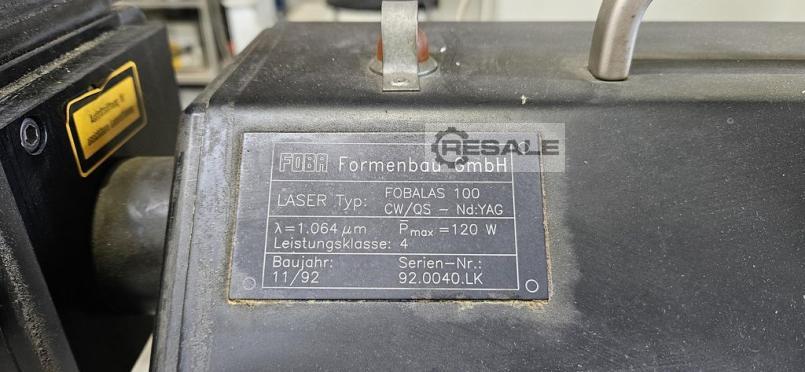 RESALE
FOBA Formenbau GmbH
LASER Typ: FOBALAS 100
CW/QS - Nd:YAG
λ=1.064 µm P̅max=120 W
Leistungsklasse: 4
Baujahr: Serien-Nr.:
11/92 92.0040.LK